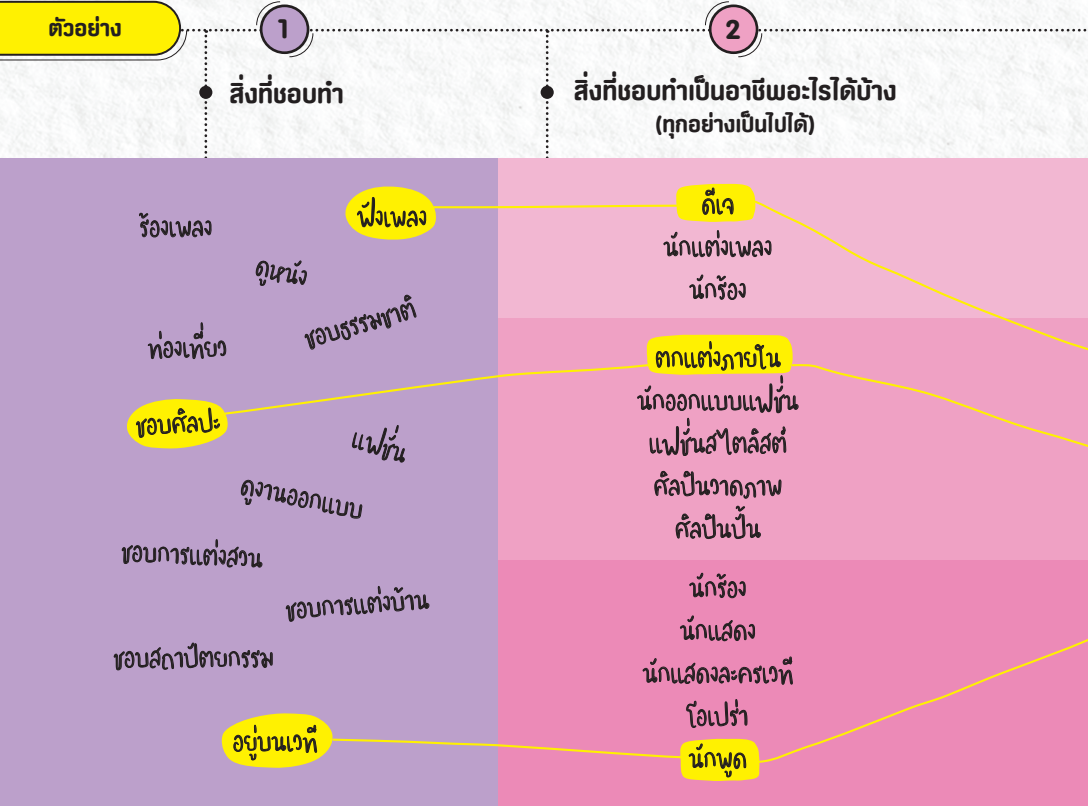 ตัวอย่าง
1
2
สิ่งที่ชอบทำ
สิ่งที่ชอบทำเป็นอาชีพอะไรได้บ้าง
(ทุกอย่างเป็นไปได้)
ร้องเพลง
ฟังเพลง
ดูหนัง
ชอบธรรมชาติ
ท่องเที่ยว
ชอบศิลปะ
แฟชั่น
ดูงานออกแบบ
ชอบการแต่งสวน
ชอบการแต่งบ้าน
ชอบสถาปัตยกรรม
อยู่บนเวที
ดีเจ
นักแต่งเพลง
นักร้อง
ตกแต่งภายใน
นักออกแบบแฟชั่น
แฟชั่นสไตลิสต์
ศิลปินวาดภาพ
ศิลปินปั้น
นักร้อง
นักแสดง
นักแสดงละครเวที
โอเปร่า
นักพูด